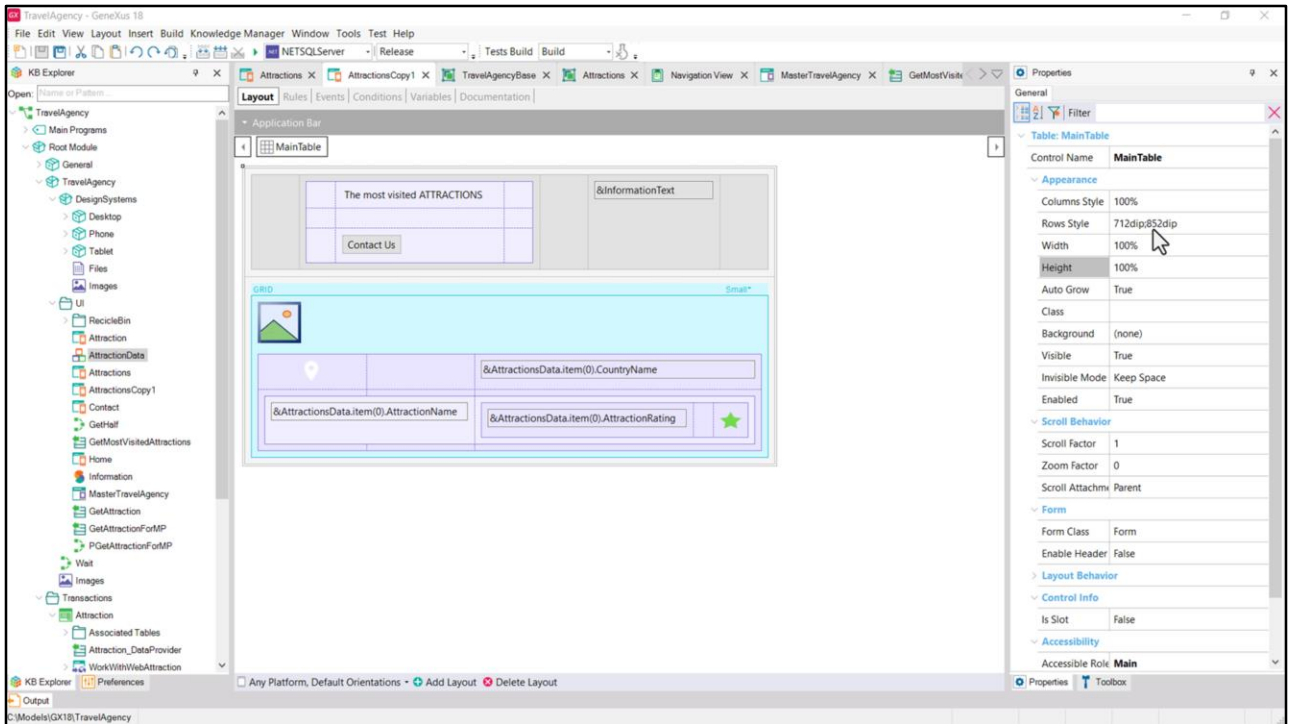 TravelAgency - GeneXus 18
File Edit View Layout Insert Build Knowledge Manager Window Tools Test Help
NETSQLServer Release Tests Build Build
KB Explorer
Open: Name or Pattern...
TravelAgency
Main Programs
Root Module
General
TravelAgency
DesignSystems
Desktop
Phone
Tablet
Files
Images
UI
RecicleBin
Attraction
AttractionData
Attractions
AttractionsCopy1
Contact
GetHalf
GetMostVisitedAttractions
Home
Information
MasterTravelAgency
GetAttraction
GetAttractionForMP
PGetAttractionForMP
Wait
Images
Transactions
Attraction
Associated Tables
Attraction_DataProvider
WorkWithWebAttraction
KB Explorer Preferences
Output
C:\Models\GX18\TravelAgency
Attractions AttractionsCopy1 TravelAgencyBase Attractions Navigation View MasterTravelAgency GetMostVisite
Layout Rules Events Conditions Variables Documentation
Application Bar
MainTable
The most visited ATTRACTIONS
&InformationText
Contact Us
GRID Small*
&AttractionsData.item(0).CountryName
&AttractionsData.item(0).AttractionName
&AttractionsData.item(0).AttractionRating
Any Platform, Default Orientations Add Layout Delete Layout
Properties
General
Filter
Table: MainTable
Control Name MainTable
Appearance
Columns Style 100%
Rows Style 712dip;852dip
Width 100%
Height 100%
Auto Grow True
Class
Background (none)
Visible True
Invisible Mode Keep Space
Enabled True
Scroll Behavior
Scroll Factor 1
Zoom Factor 0
Scroll Attachme Parent
Form
Form Class Form
Enable Header False
Layout Behavior
Control Info
Is Slot False
Accessibility
Accessible Role Main
Properties Toolbox